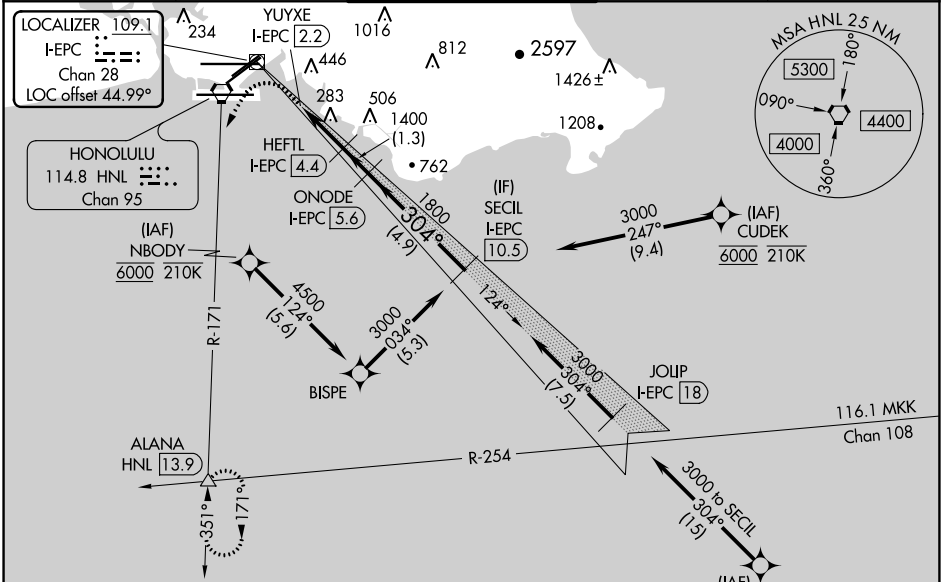 LOCALIZER 109.1
I-EPC
Chan 28
LOC offset 44.99°
234
YUYXE
I-EPC 2.2
1016
446
812
2597
1426 ±
283
506
1400
(1.3)
1208
762
MSA HNL 25 NM
180°
5300
090°
4400
4000
360°
HONOLULU
114.8 HNL
Chan 95
HEFTL
I-EPC 4.4
ONODE
I-EPC 5.6
1800
304°
(4.9)
(IF)
SECIL
I-EPC
10.5
3000
247°
(9.4)
(IAF)
CUDEK
6000 210K
(IAF)
NBODY
6000 210K
4500
124°
(5.6)
R-171
3000
034°
(5.3)
BISPE
124°
3000
304°
(7.5)
JOLIP
I-EPC 18
116.1 MKK
Chan 108
R-254
ALANA
HNL 13.9
351°
171°
3000 to SECIL
304°
(15)
(IAF)